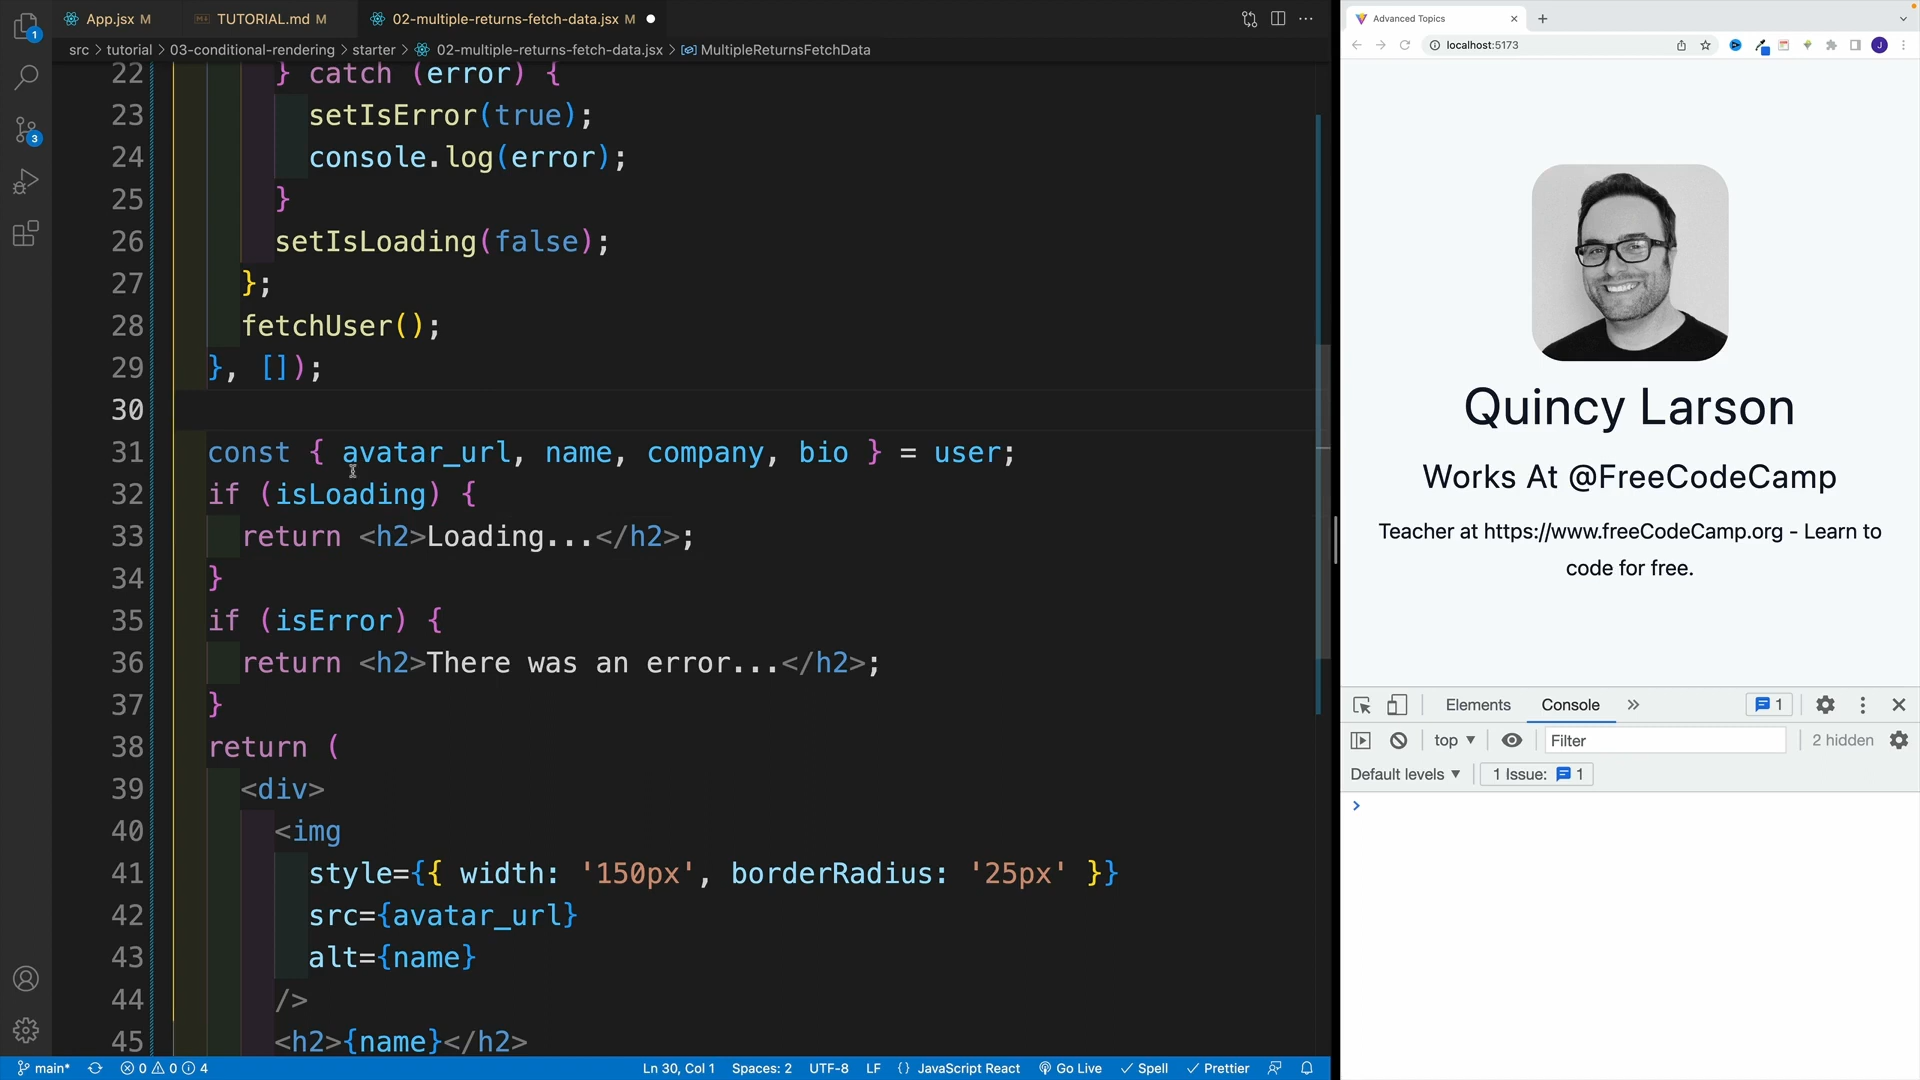 App.jsx M
TUTORIAL.md M
02-multiple-returns-fetch-data.jsx M
src > tutorial > 03-conditional-rendering > starter > 02-multiple-returns-fetch-data.jsx > MultipleReturnsFetchData
22 } catch (error) {
23 setIsError(true);
24 console.log(error);
25 }
26 setIsLoading(false);
27 };
28 fetchUser();
29 }, []);
30
31 const { avatar_url, name, company, bio } = user;
32 if (isLoading) {
33 return <h2>Loading...</h2>;
34 }
35 if (isError) {
36 return <h2>There was an error...</h2>;
37 }
38 return (
39 <div>
40 <img
41 style={{ width: '150px', borderRadius: '25px' }}
42 src={avatar_url}
43 alt={name}
44 />
45 <h2>{name}</h2>
1
3
main* 0 0 4 Ln 30, Col 1 Spaces: 2 UTF-8 LF {} JavaScript React Go Live Spell Prettier
Advanced Topics
localhost:5173
J
Quincy Larson
Works At @FreeCodeCamp
Teacher at https://www.freeCodeCamp.org - Learn to
code for free.
Elements Console 1
top Filter 2 hidden
Default levels 1 Issue: 1